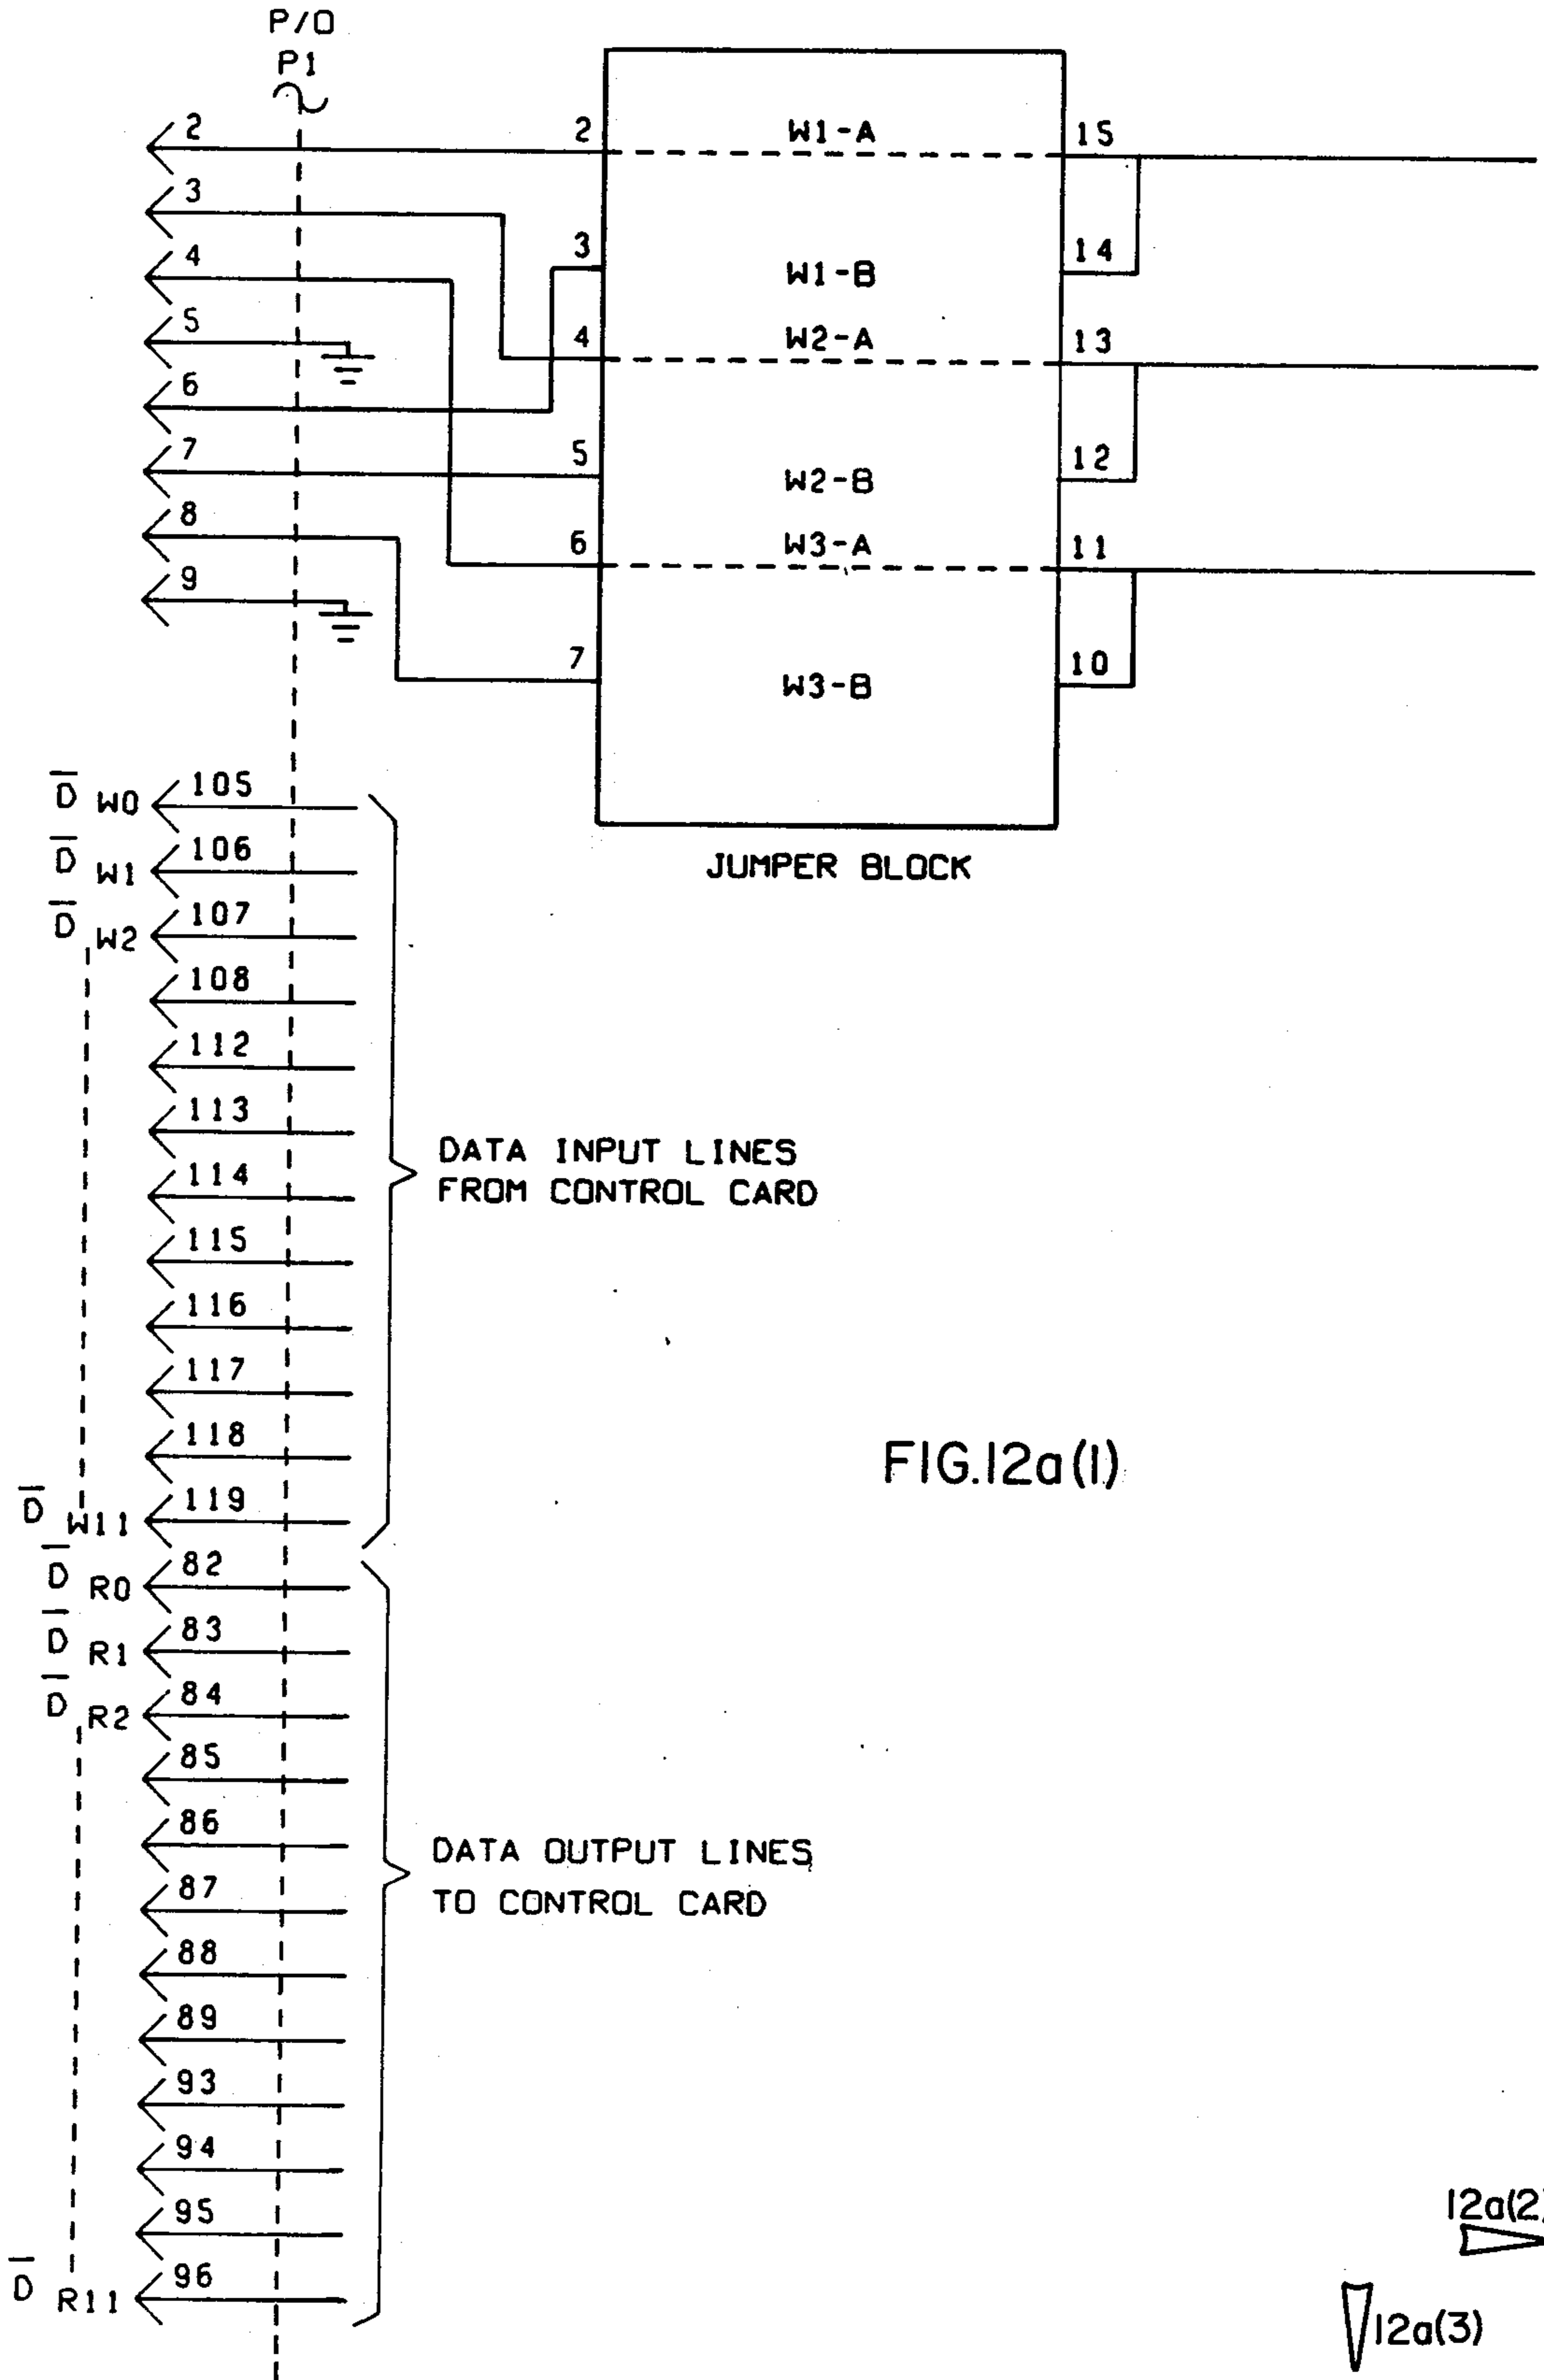 P/O
P1
2 2 W1-A 15
3
3 W1-B 14
4
5
4 W2-A 13
6
7 5 W2-B 12
8
6 W3-A 11
9
7 W3-B 10
D̅ W0 105
JUMPER BLOCK
D̅ W1 106
D̅ W2 107
108
112
113
DATA INPUT LINES
FROM CONTROL CARD
114
115
116
117
118
FIG.12a(1)
D̅ W11 119
D̅ R0 82
D̅ R1 83
D̅ R2 84
85
86
DATA OUTPUT LINES
TO CONTROL CARD
87
88
89
93
94
95
12a(2)
D̅ R11 96
12a(3)